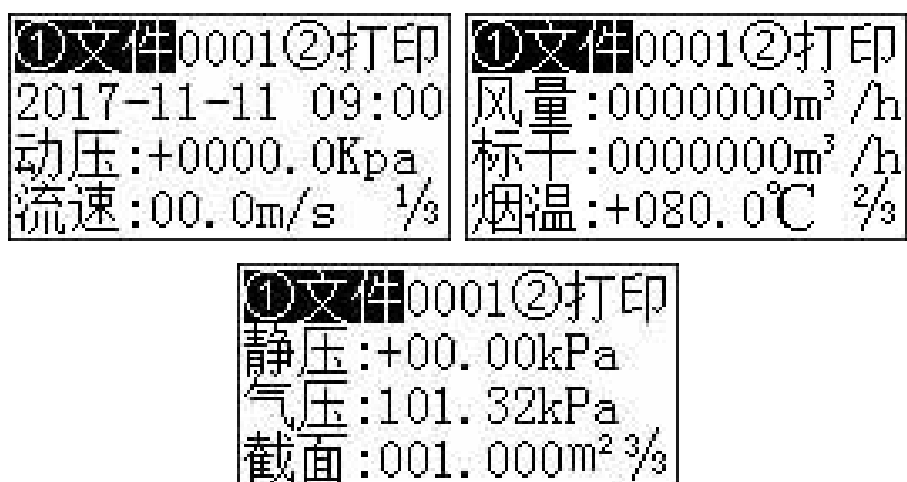 ①文件0001②打印
2017-11-11 09:00
动压:+0000.0Kpa
流速:00.0m/s 1/3
①文件0001②打印
风量:0000000m³/h
标干:0000000m³/h
烟温:+080.0℃ 2/3
①文件0001②打印
静压:+00.00kPa
气压:101.32kPa
截面:001.000m² 3/3